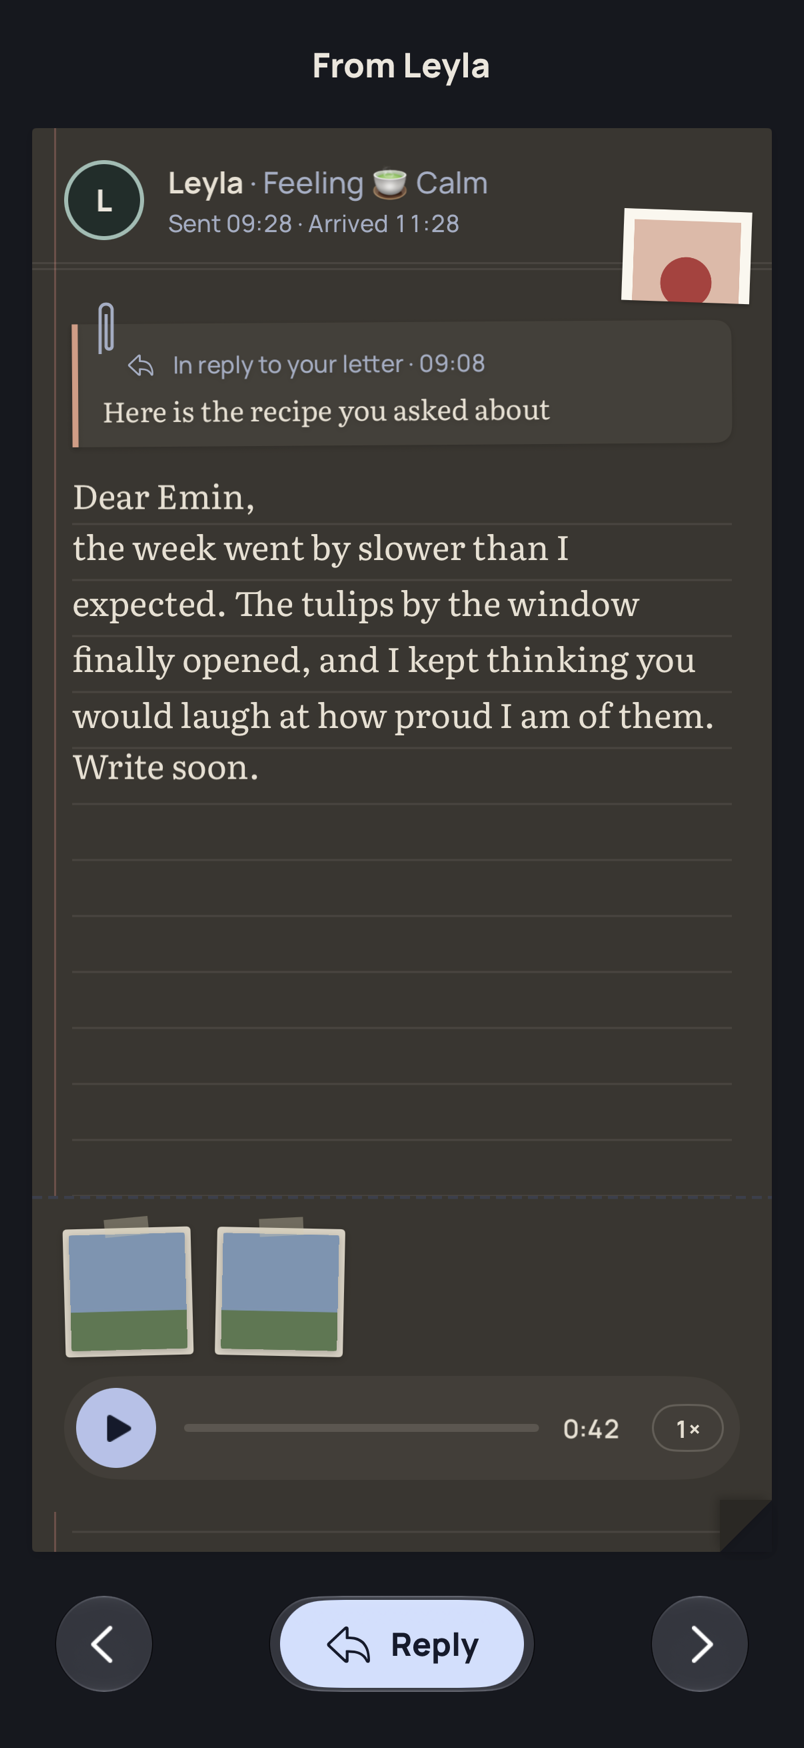 From Leyla
L
Leyla · Feeling 🍵 Calm
Sent 09:28 · Arrived 11:28
In reply to your letter · 09:08
Here is the recipe you asked about
Dear Emin,
the week went by slower than I
expected. The tulips by the window
finally opened, and I kept thinking you
would laugh at how proud I am of them.
Write soon.
0:42
1×
Reply